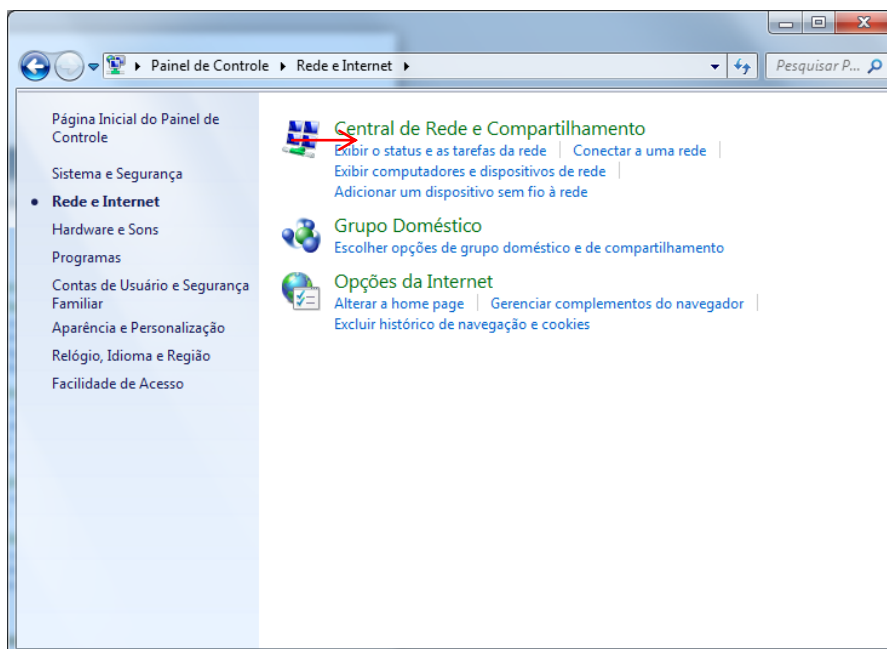 Painel de Controle Rede e Internet Pesquisar P...
Página Inicial do Painel de
Controle
Sistema e Segurança
Rede e Internet
Hardware e Sons
Programas
Contas de Usuário e Segurança
Familiar
Aparência e Personalização
Relógio, Idioma e Região
Facilidade de Acesso
Central de Rede e Compartilhamento
Exibir o status e as tarefas da rede Conectar a uma rede
Exibir computadores e dispositivos de rede
Adicionar um dispositivo sem fio à rede
Grupo Doméstico
Escolher opções de grupo doméstico e de compartilhamento
Opções da Internet
Alterar a home page Gerenciar complementos do navegador
Excluir histórico de navegação e cookies